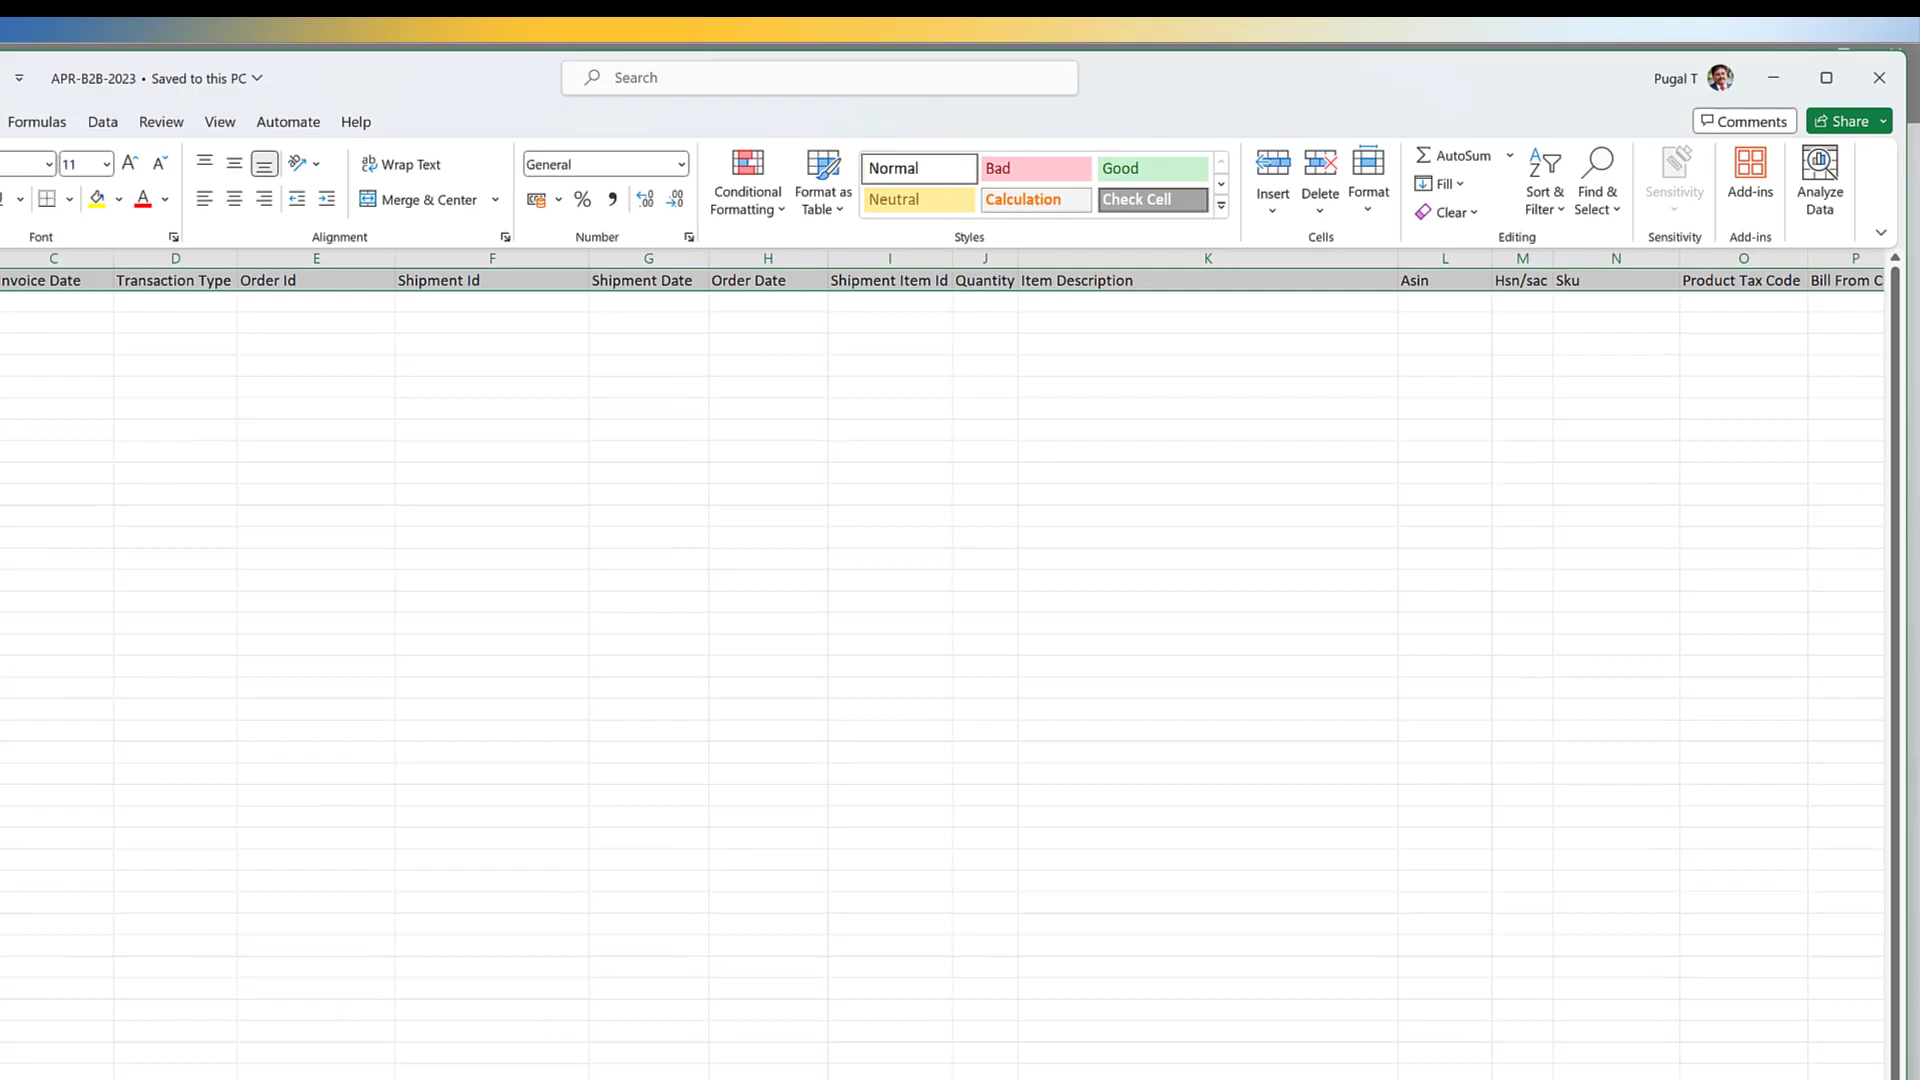 APR-B2B-2023 • Saved to this PC
Search
Pugal T
Formulas Data Review View Automate Help
Comments Share
11
Wrap Text
Merge & Center
General
Conditional Formatting
Format as Table
Normal Bad Good
Neutral Calculation Check Cell
Insert Delete Format
AutoSum
Fill
Clear
Sort & Filter
Find & Select
Sensitivity
Add-ins
Analyze Data
Font Alignment Number Styles Cells Editing Sensitivity Add-ins
C D E F G H I J K L M N O P
nvoice Date Transaction Type Order Id Shipment Id Shipment Date Order Date Shipment Item Id Quantity Item Description Asin Hsn/sac Sku Product Tax Code Bill From C